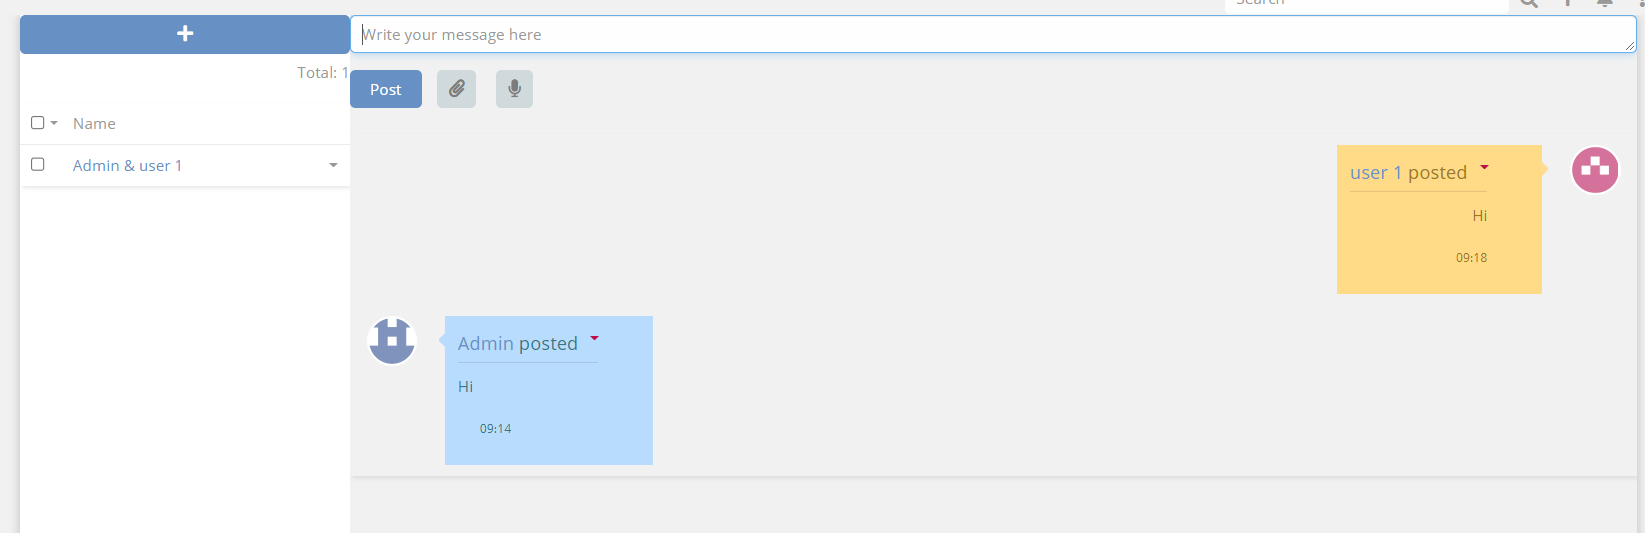 Search
Write your message here
Total: 1
Post
Name
Admin & user 1
user 1 posted
Hi
09:18
Admin posted
Hi
09:14